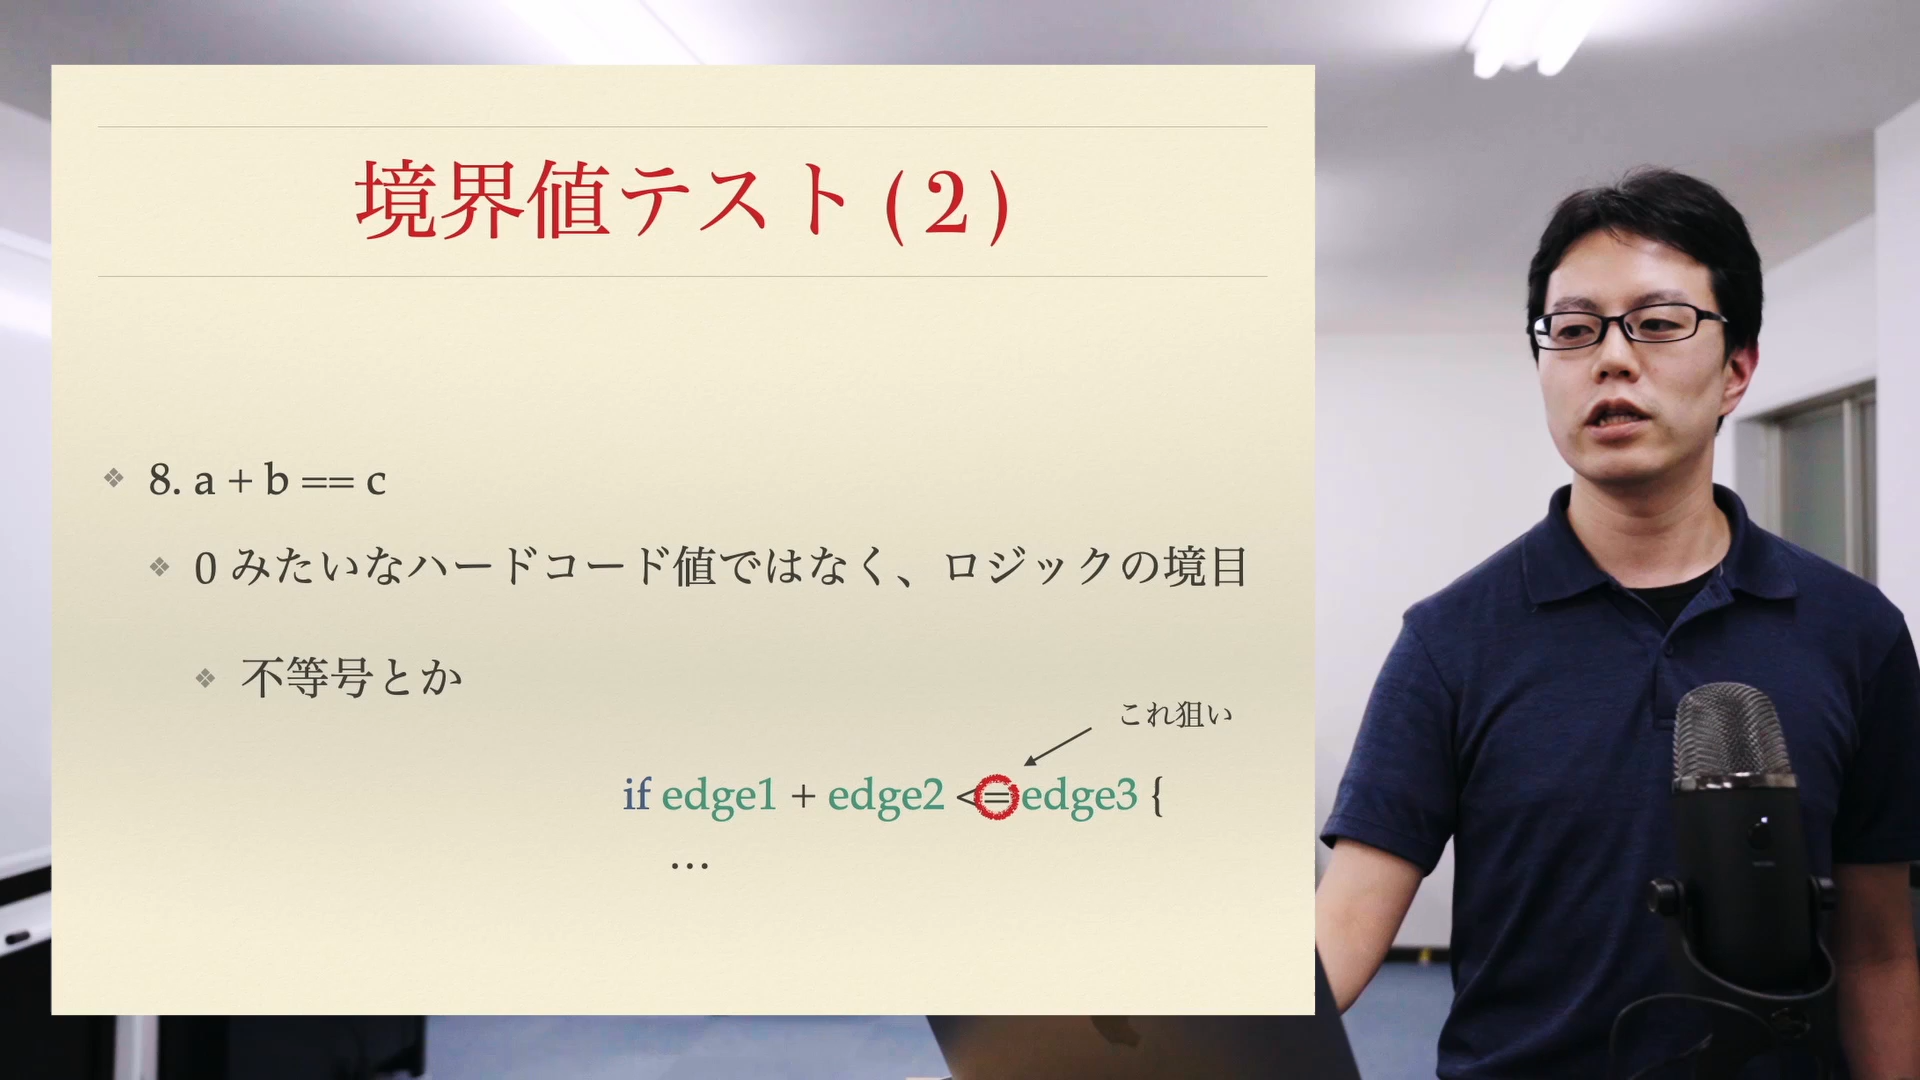 境界値テスト(2)
8. a + b == c
0 みたいなハードコード値ではなく、ロジックの境目
不等号とか
これ狙い
if edge1 + edge2 <= edge3 {
…